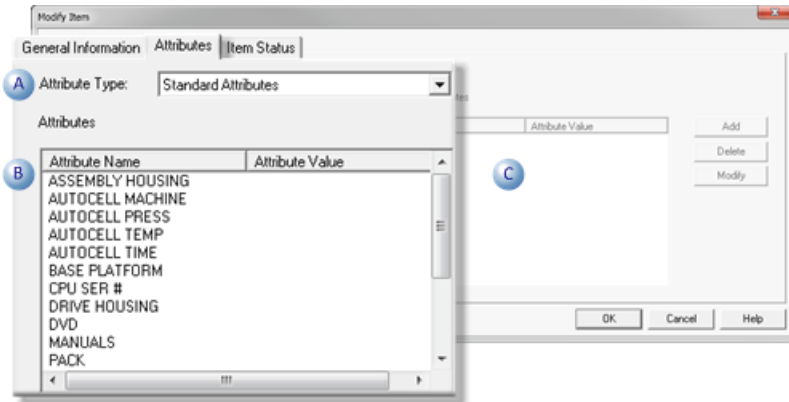 Modify Item
General Information Attributes Item Status
A Attribute Type: Standard Attributes
Attributes
B Attribute Name Attribute Value
ASSEMBLY HOUSING
AUTOCELL MACHINE
AUTOCELL PRESS
AUTOCELL TEMP
AUTOCELL TIME
BASE PLATFORM
CPU SER #
DRIVE HOUSING
DVD
MANUALS
PACK
C
Attribute Value
Add
Delete
Modify
OK Cancel Help